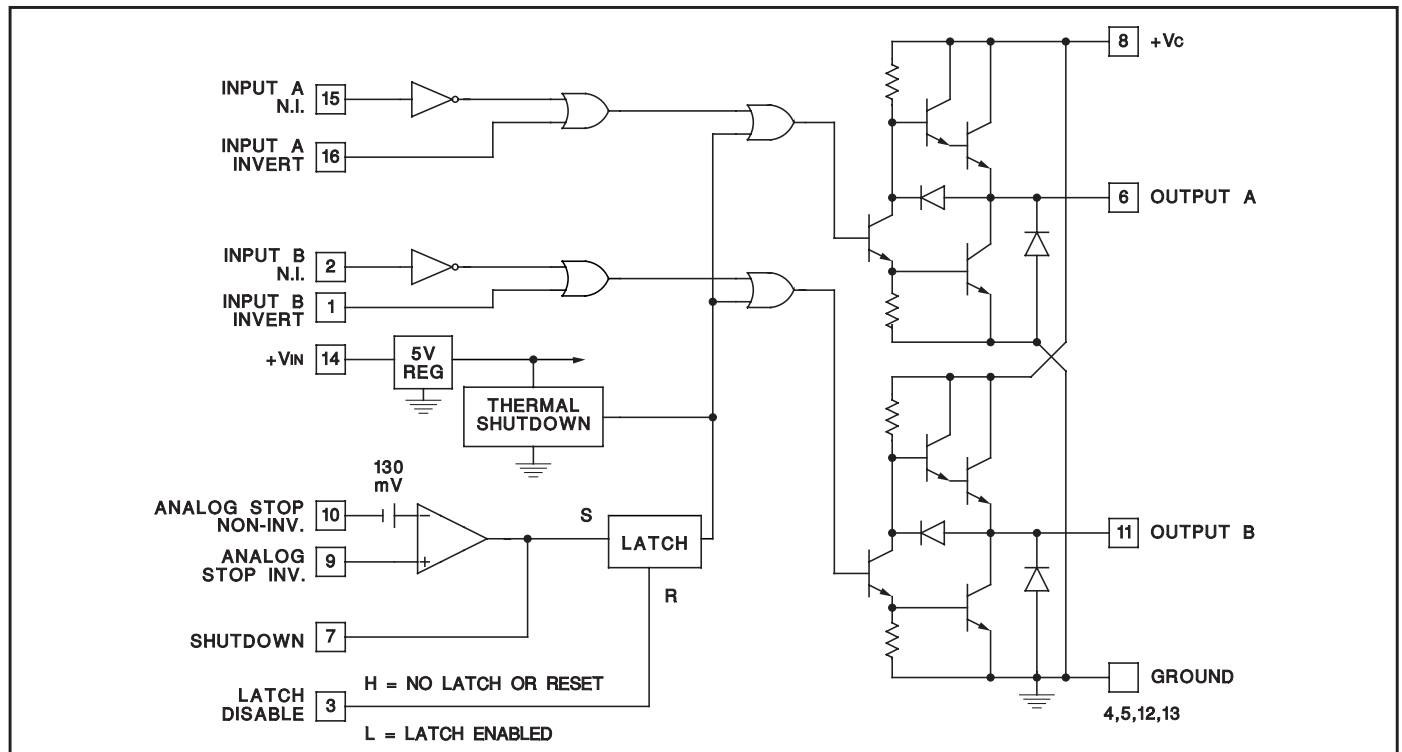 INPUT A
N.I.
15
INPUT A
INVERT
16
INPUT B
N.I.
2
INPUT B
INVERT
1
+VIN
14
5V
REG
THERMAL
SHUTDOWN
130
mV
ANALOG STOP
NON-INV.
10
–
ANALOG
STOP INV.
9
+
S
LATCH
R
SHUTDOWN
7
LATCH
DISABLE
3
H = NO LATCH OR RESET
L = LATCH ENABLED
8
+VC
6
OUTPUT A
11
OUTPUT B
GROUND
4,5,12,13